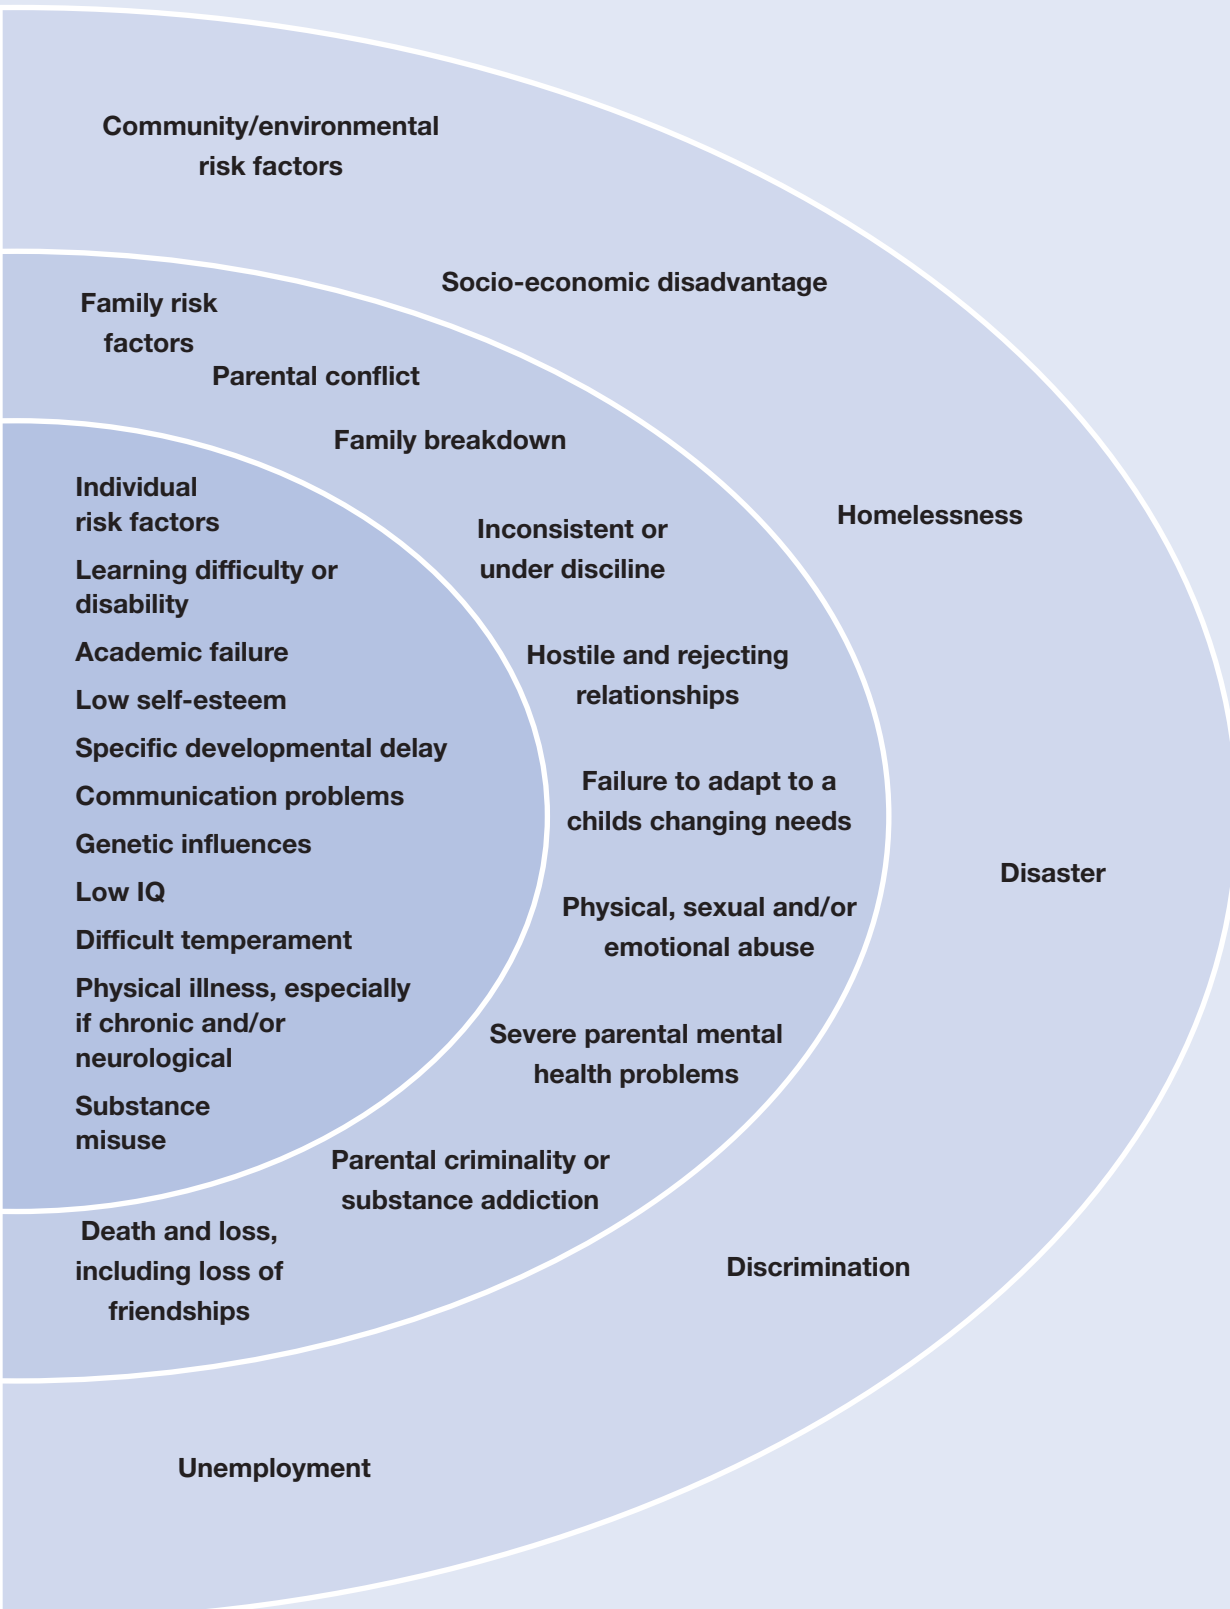 Community/environmental
risk factors
Socio-economic disadvantage
Homelessness
Disaster
Discrimination
Unemployment
Family risk
factors
Parental conflict
Family breakdown
Inconsistent or
under disciline
Hostile and rejecting
relationships
Failure to adapt to a
childs changing needs
Physical, sexual and/or
emotional abuse
Severe parental mental
health problems
Parental criminality or
substance addiction
Death and loss,
including loss of
friendships
Individual
risk factors
Learning difficulty or
disability
Academic failure
Low self-esteem
Specific developmental delay
Communication problems
Genetic influences
Low IQ
Difficult temperament
Physical illness, especially
if chronic and/or
neurological
Substance
misuse